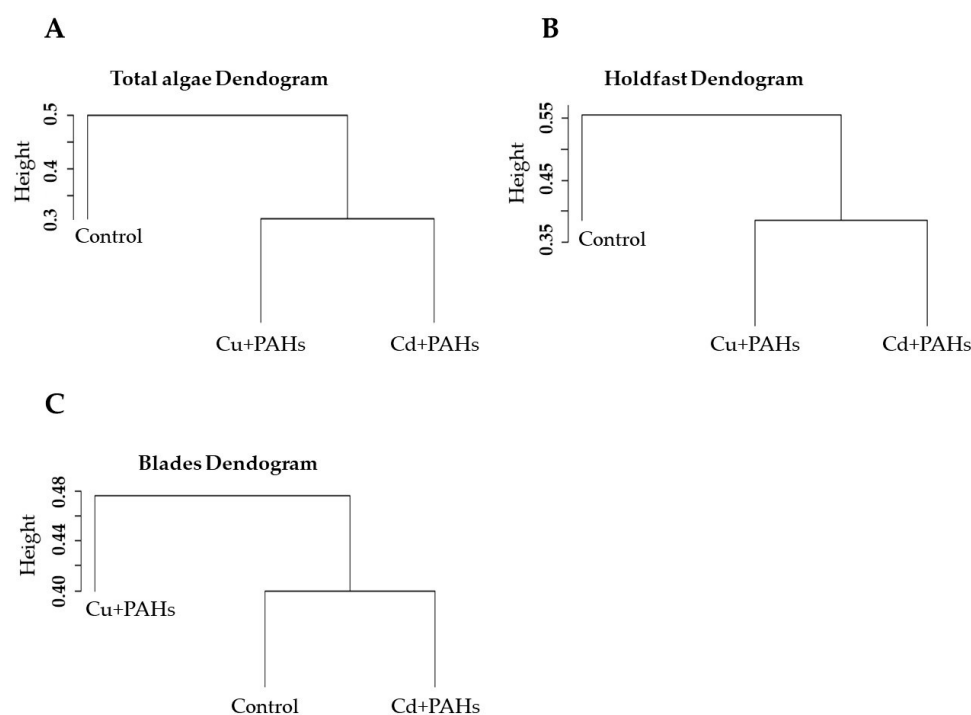 A
Total algae Dendogram
Height
0.5
0.4
0.3
Control
Cu+PAHs
Cd+PAHs
B
Holdfast Dendogram
Height
0.55
0.45
0.35
Control
Cu+PAHs
Cd+PAHs
C
Blades Dendogram
Height
0.48
0.44
0.40
Cu+PAHs
Control
Cd+PAHs